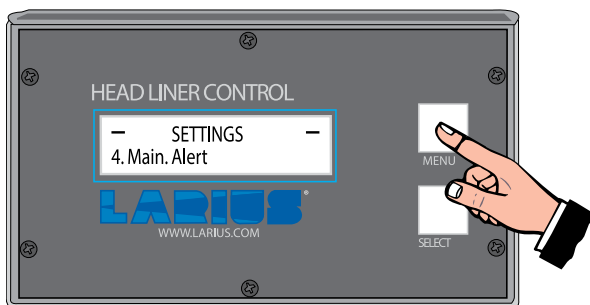 HEAD LINER CONTROL
– SETTINGS –
4. Main. Alert
LARIUS®
WWW.LARIUS.COM
MENU
SELECT